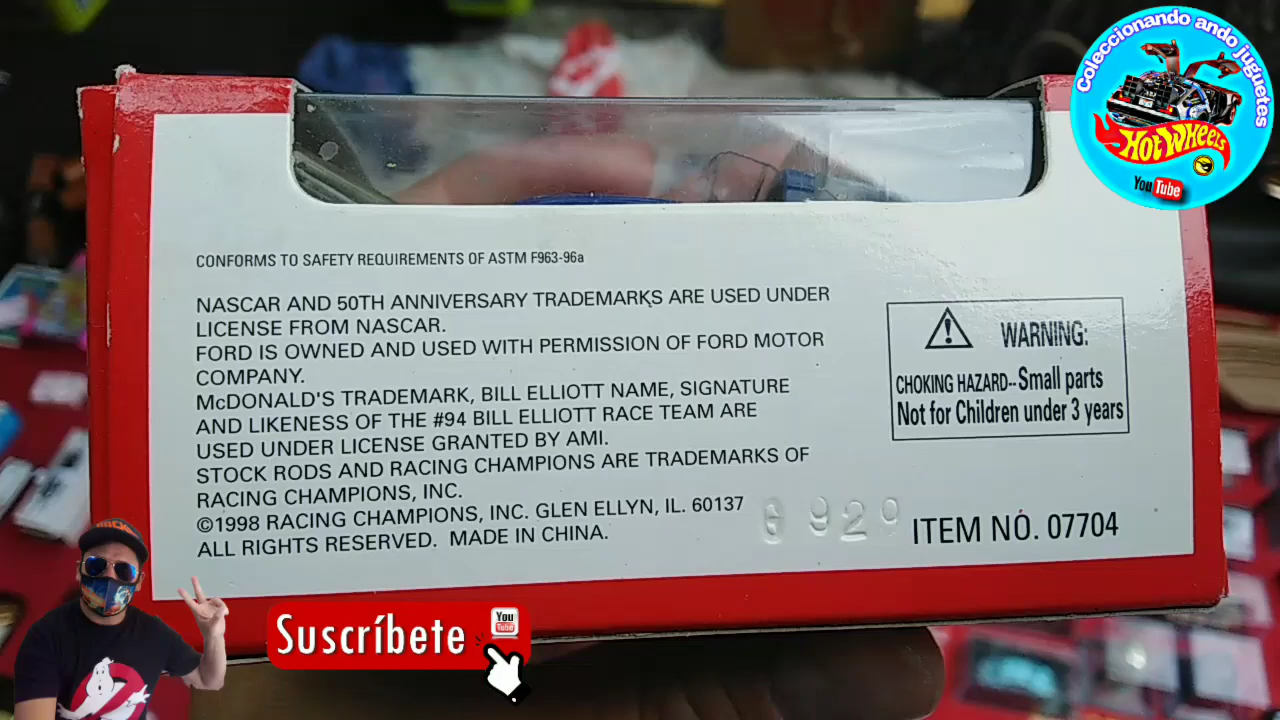 Coleccionando ando juguetes
HOT WHEELS
YouTube
CONFORMS TO SAFETY REQUIREMENTS OF ASTM F963-96a
NASCAR AND 50TH ANNIVERSARY TRADEMARKS ARE USED UNDER
LICENSE FROM NASCAR.
FORD IS OWNED AND USED WITH PERMISSION OF FORD MOTOR
COMPANY.
McDONALD'S TRADEMARK, BILL ELLIOTT NAME, SIGNATURE
AND LIKENESS OF THE #94 BILL ELLIOTT RACE TEAM ARE
USED UNDER LICENSE GRANTED BY AMI.
STOCK RODS AND RACING CHAMPIONS ARE TRADEMARKS OF
RACING CHAMPIONS, INC.
©1998 RACING CHAMPIONS, INC. GLEN ELLYN, IL. 60137
ALL RIGHTS RESERVED. MADE IN CHINA.
WARNING:
CHOKING HAZARD--Small parts
Not for Children under 3 years
ITEM NO. 07704
Suscríbete
You Tube